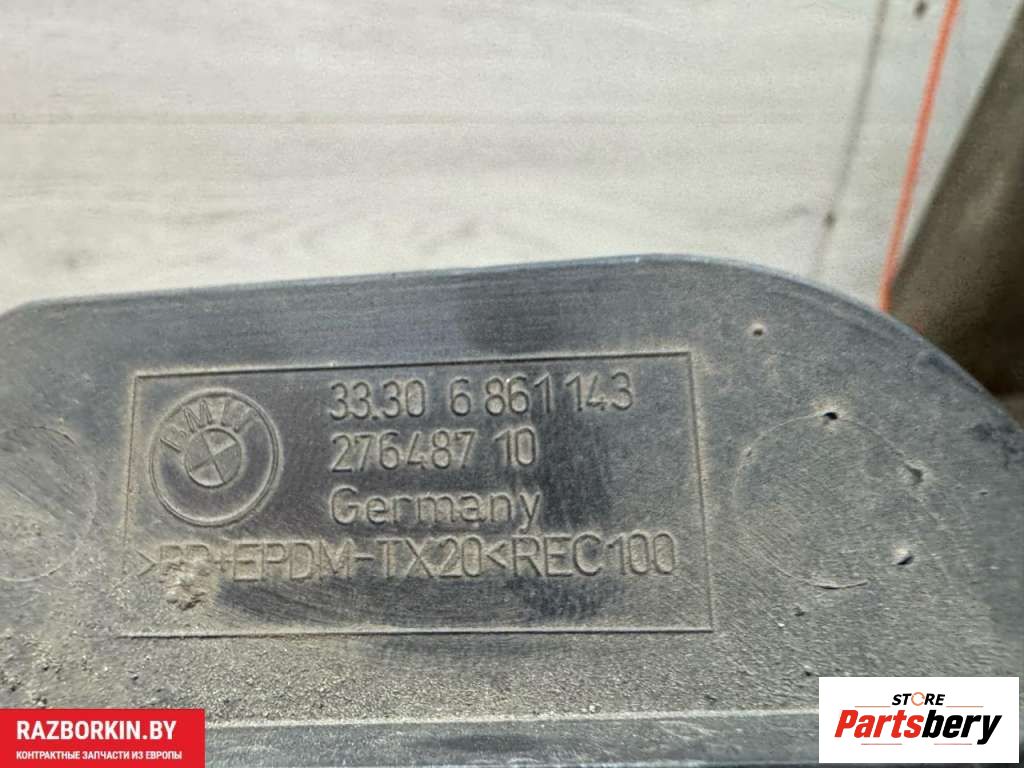 BMW
33.30 6 861 143
276487 10
Germany
>PP+EPDM-TX20<REC100
RAZBORKIN.BY
КОНТРАКТНЫЕ ЗАПЧАСТИ ИЗ ЕВРОПЫ
STORE
Partsbery